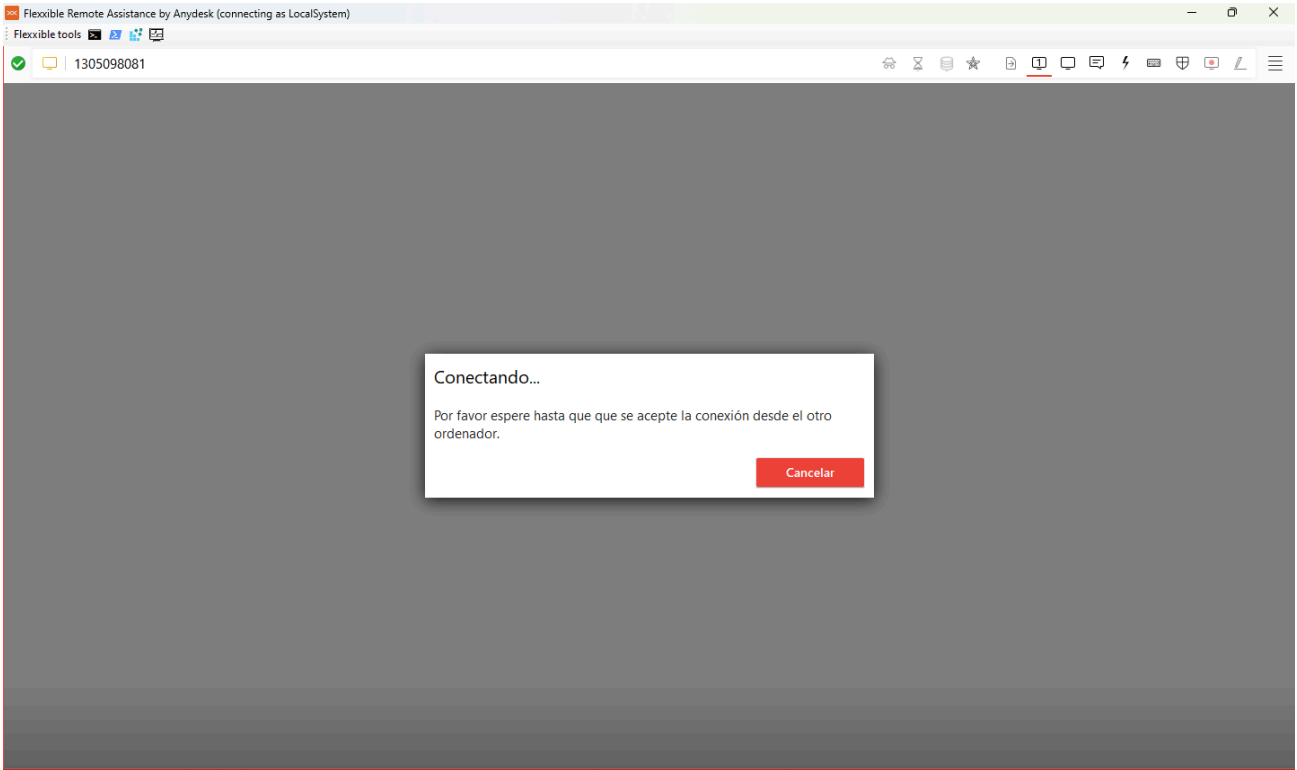 Flexxible Remote Assistance by Anydesk (connecting as LocalSystem)
Flexxible tools
1305098081
1
Conectando...
Por favor espere hasta que que se acepte la conexión desde el otro
ordenador.
Cancelar